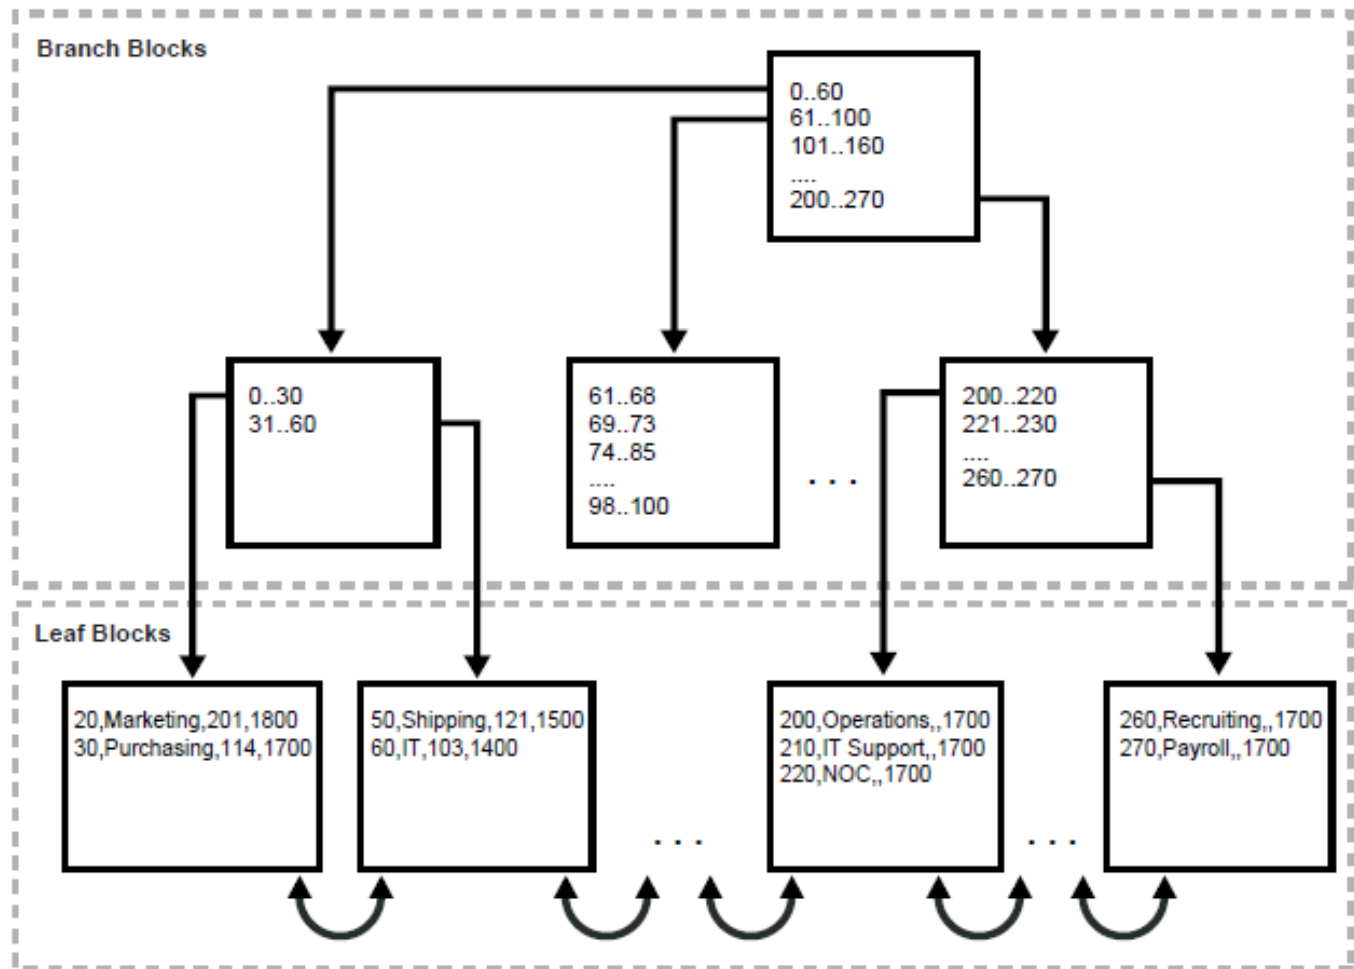 Branch Blocks
0..60
61..100
101..160
....
200..270
0..30
31..60
61..68
69..73
74..85
....
98..100
. . .
200..220
221..230
....
260..270
Leaf Blocks
20,Marketing,201,1800
30,Purchasing,114,1700
50,Shipping,121,1500
60,IT,103,1400
. . .
200,Operations,,1700
210,IT Support,,1700
220,NOC,,1700
. . .
260,Recruiting,,1700
270,Payroll,,1700